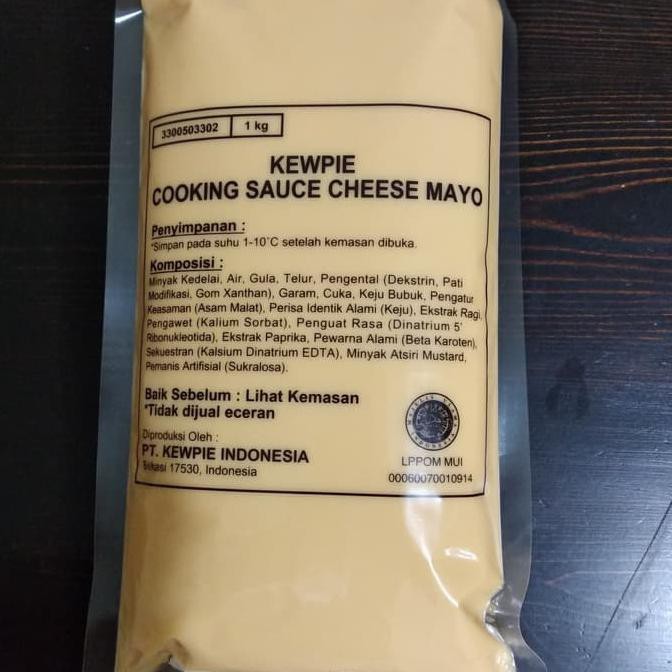 3300503302 1 kg
KEWPIE
COOKING SAUCE CHEESE MAYO
Penyimpanan :
*Simpan pada suhu 1-10°C setelah kemasan dibuka.
Komposisi :
Minyak Kedelai, Air, Gula, Telur, Pengental (Dekstrin, Pati
Modifikasi, Gom Xanthan), Garam, Cuka, Keju Bubuk, Pengatur
Keasaman (Asam Malat), Perisa Identik Alami (Keju), Ekstrak Ragi,
Pengawet (Kalium Sorbat), Penguat Rasa (Dinatrium 5'
Ribonukleotida), Ekstrak Paprika, Pewarna Alami (Beta Karoten),
Sekuestran (Kalsium Dinatrium EDTA), Minyak Atsiri Mustard,
Pemanis Artifisial (Sukralosa).
Baik Sebelum : Lihat Kemasan
*Tidak dijual eceran
Diproduksi Oleh :
PT. KEWPIE INDONESIA
Bekasi 17530, Indonesia
LPPOM MUI
00060070010914